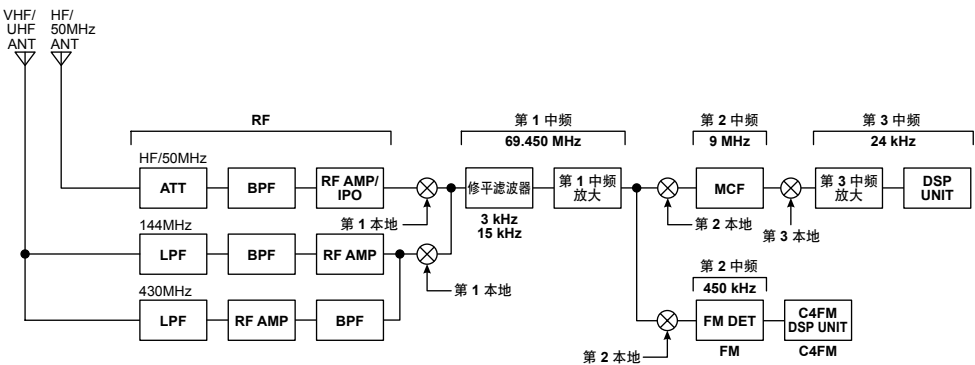 VHF/
UHF
ANT
HF/
50MHz
ANT
RF
第 1 中频
69.450 MHz
第 2 中频
9 MHz
第 3 中频
24 kHz
HF/50MHz
ATT
BPF
RF AMP/
IPO
第 1 本地
修平滤波器
3 kHz
15 kHz
第 1 中频
放大
MCF
第 2 本地
第 3 本地
第 3 中频
放大
DSP
UNIT
144MHz
LPF
BPF
RF AMP
第 1 本地
430MHz
LPF
RF AMP
BPF
第 2 中频
450 kHz
第 2 本地
FM DET
FM
C4FM
DSP UNIT
C4FM